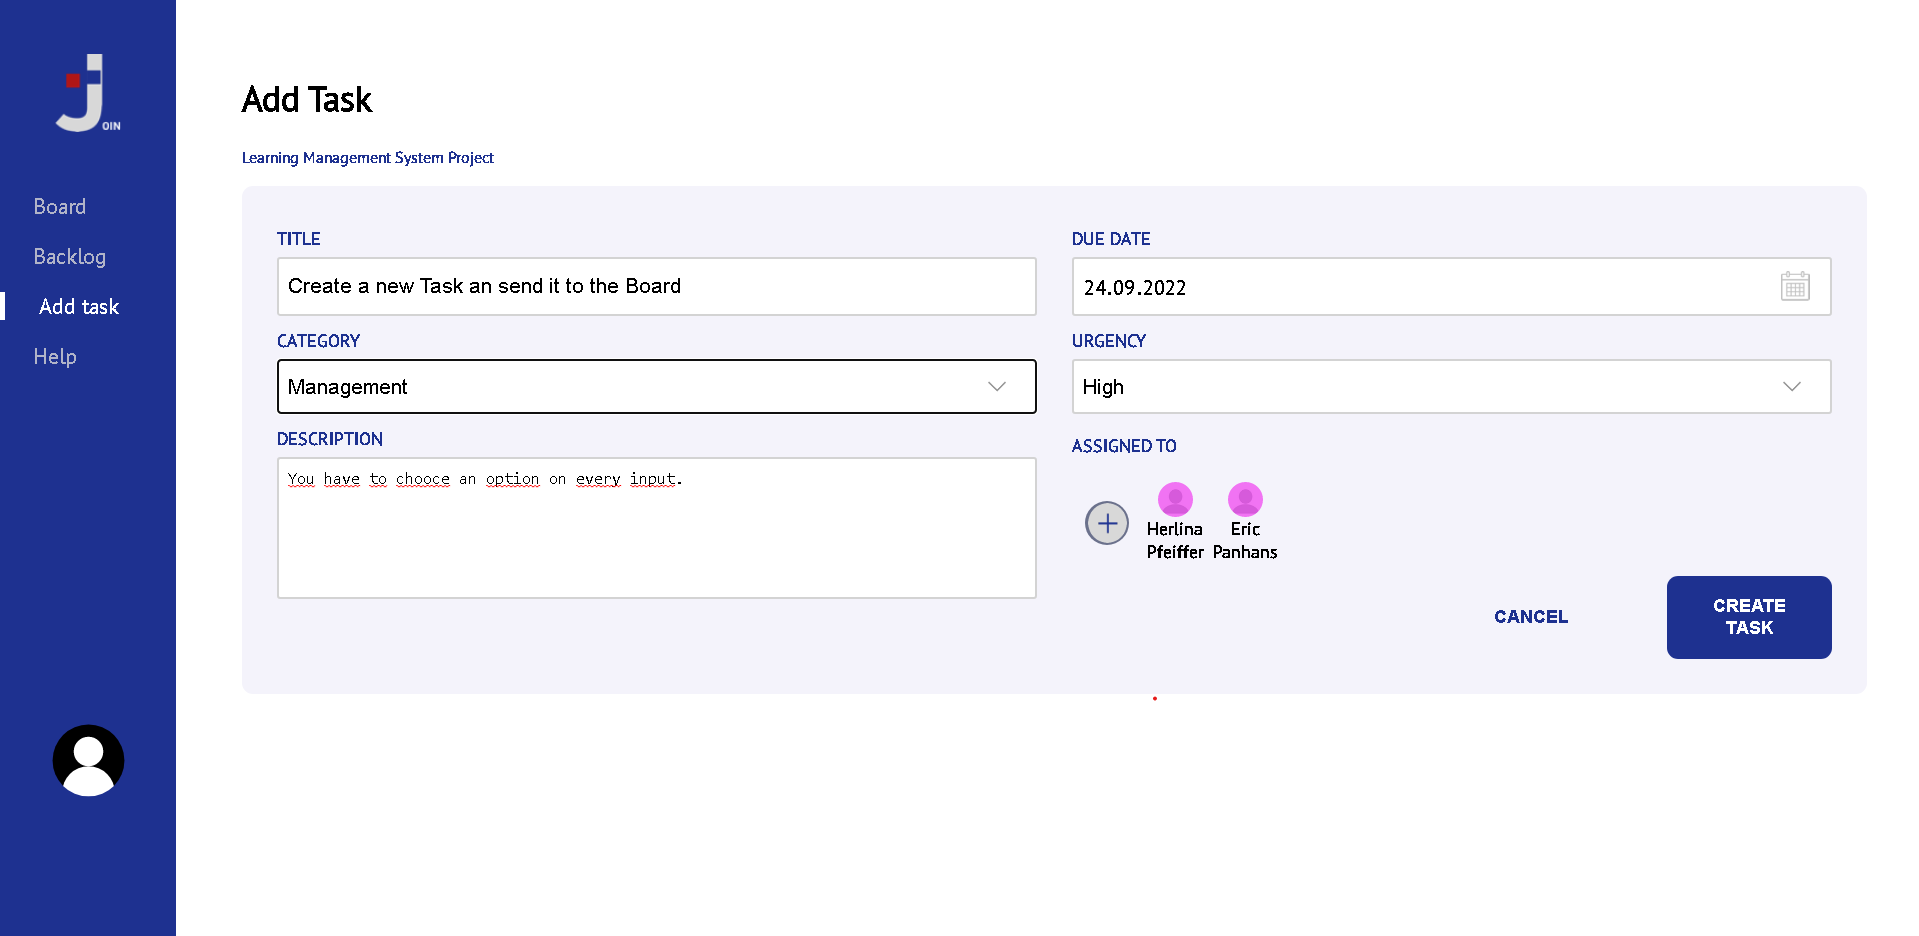 OIN
Board
Backlog
Add task
Help
Add Task
Learning Management System Project
TITLE
Create a new Task an send it to the Board
DUE DATE
24.09.2022
CATEGORY
Management
URGENCY
High
DESCRIPTION
You have to chooce an option on every input.
ASSIGNED TO
Herlina
Pfeiffer
Eric
Panhans
CANCEL
CREATE
TASK